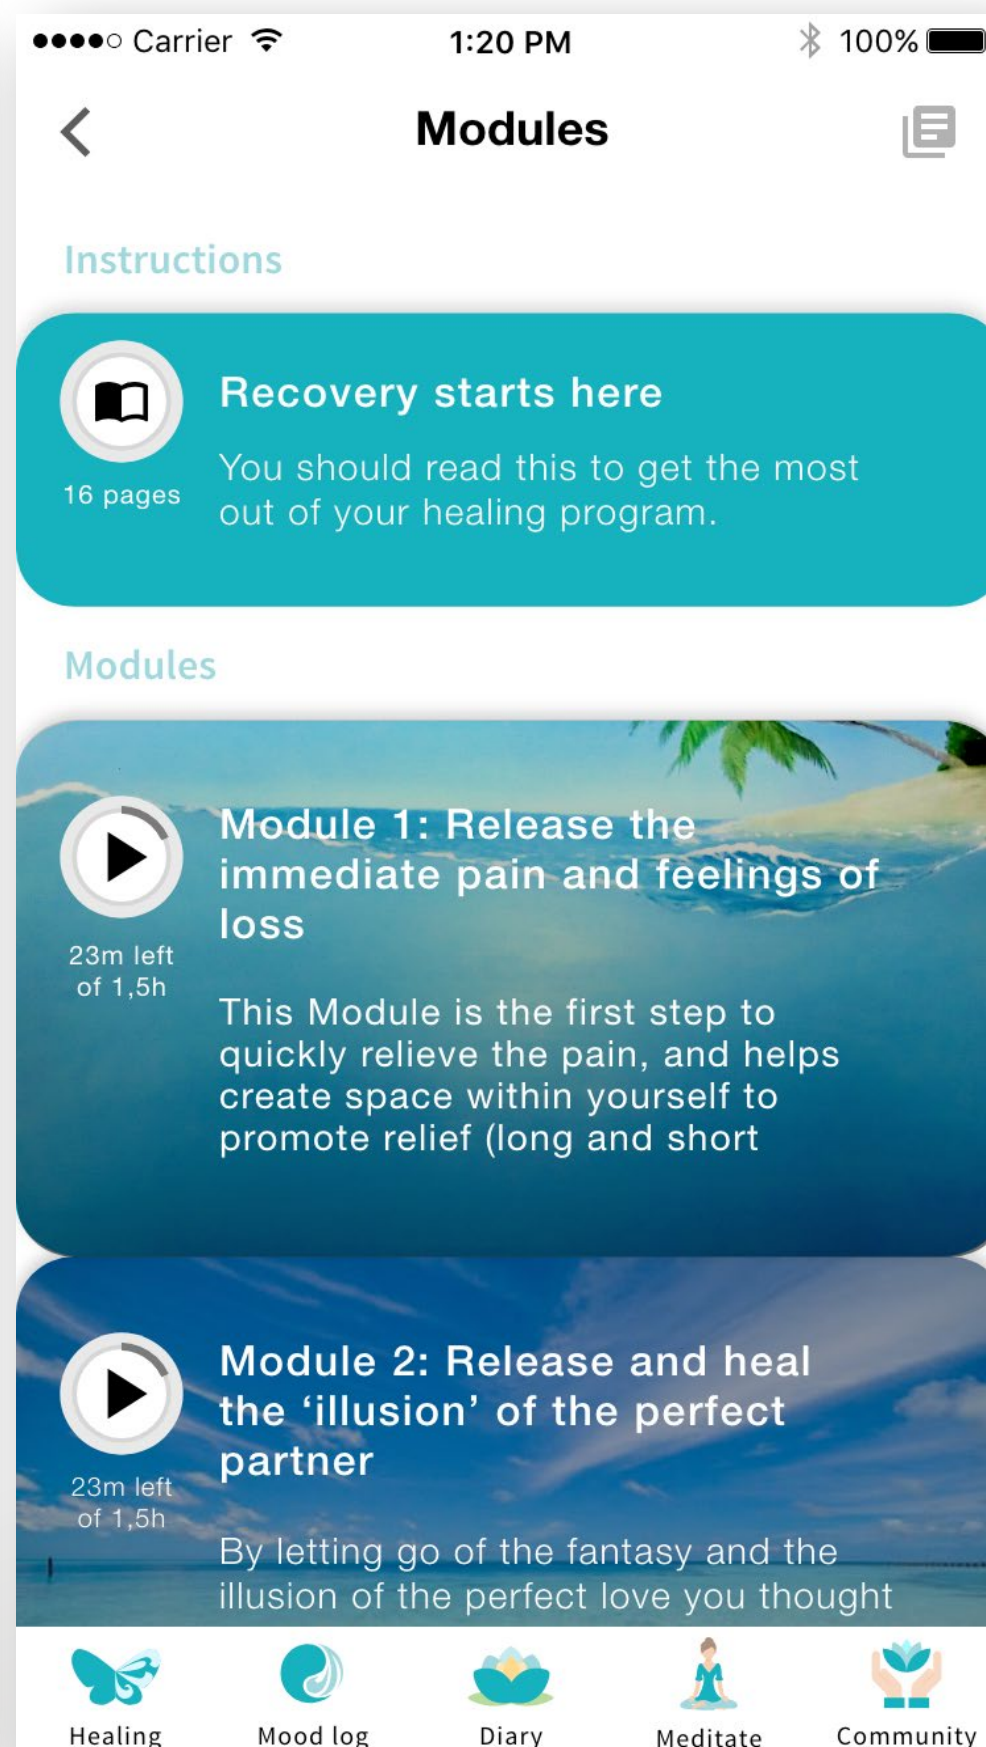 Carrier 1:20 PM 100%
Modules
Instructions
Recovery starts here
You should read this to get the most
out of your healing program.
16 pages
Modules
Module 1: Release the
immediate pain and feelings of
loss
23m left
of 1,5h
This Module is the first step to
quickly relieve the pain, and helps
create space within yourself to
promote relief (long and short
Module 2: Release and heal
the ‘illusion’ of the perfect
partner
23m left
of 1,5h
By letting go of the fantasy and the
illusion of the perfect love you thought
Healing Mood log Diary Meditate Community